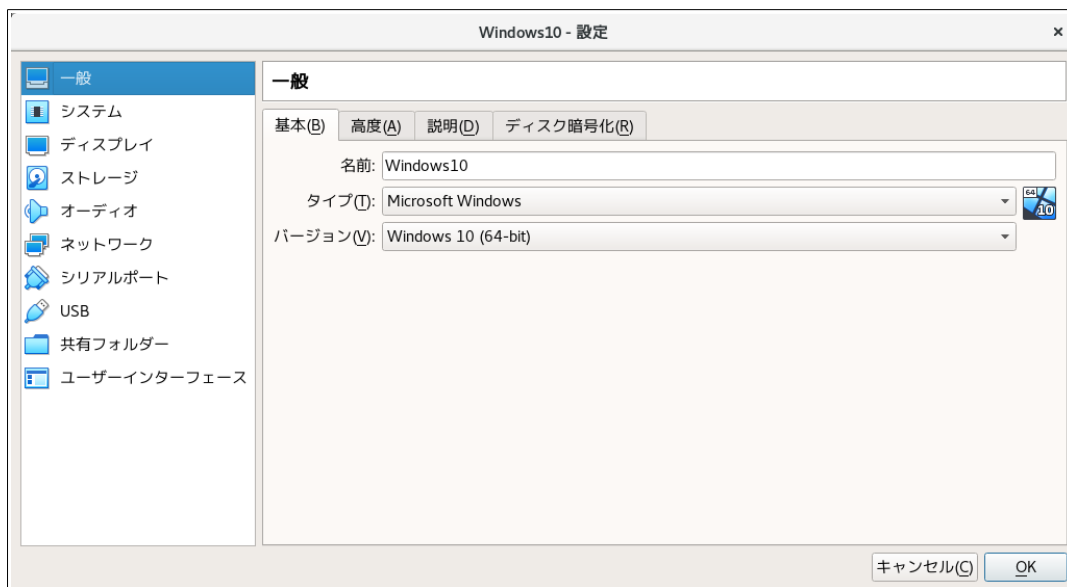 Windows10 - 設定
×
一般
システム
ディスプレイ
ストレージ
オーディオ
ネットワーク
シリアルポート
USB
共有フォルダー
ユーザーインターフェース
一般
基本(B) 高度(A) 説明(D) ディスク暗号化(R)
名前: Windows10
タイプ(T): Microsoft Windows
64
10
バージョン(V): Windows 10 (64-bit)
キャンセル(C) OK